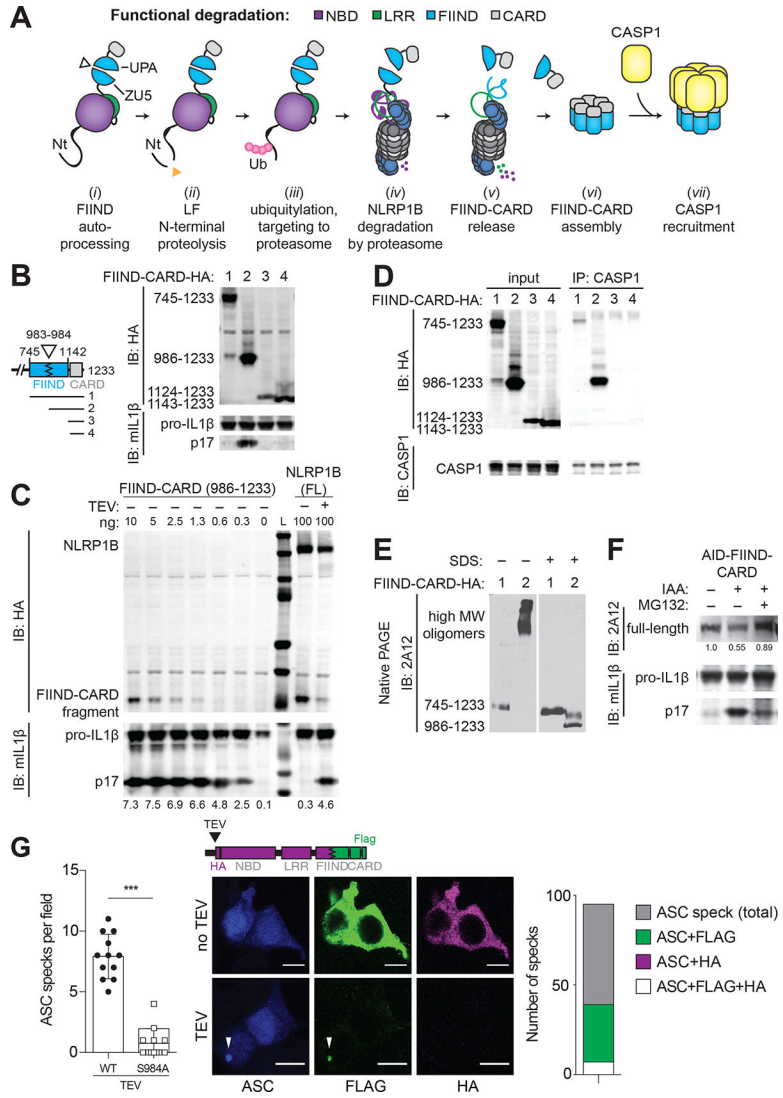 A
Functional degradation: NBD LRR FIIND CARD
CASP1
UPA
ZU5
Nt
Nt
Ub
(i)
FIIND
auto-
processing
(ii)
LF
N-terminal
proteolysis
(iii)
ubiquitylation,
targeting to
proteasome
(iv)
NLRP1B
degradation
by proteasome
(v)
FIIND-CARD
release
(vi)
FIIND-CARD
assembly
(vii)
CASP1
recruitment
B
983-984
745 1142
1233
FIIND CARD
1
2
3
4
FIIND-CARD-HA: 1 2 3 4
IB: HA
745-1233
986-1233
1124-1233
1143-1233
IB: mIL1β
pro-IL1β
p17
D
input IP: CASP1
FIIND-CARD-HA: 1 2 3 4 1 2 3 4
IB: HA
745-1233
986-1233
1124-1233
1143-1233
IB: CASP1
CASP1
C
FIIND-CARD (986-1233)
NLRP1B
(FL)
TEV: – – – – – – – – +
ng: 10 5 2.5 1.3 0.6 0.3 0 L 100 100
IB: HA
NLRP1B
FIIND-CARD
fragment
IB: mIL1β
pro-IL1β
p17
7.3 7.5 6.9 6.6 4.8 2.5 0.1 0.3 4.6
E
SDS: – – + +
FIIND-CARD-HA: 1 2 1 2
Native PAGE
IB: 2A12
high MW
oligomers
745-1233
986-1233
F
AID-FIIND-
CARD
IAA: – + +
MG132: – – +
IB: 2A12
full-length
1.0 0.55 0.89
IB: mIL1β
pro-IL1β
p17
G
ASC specks per field
15
10
5
0
***
WT S984A
TEV
TEV
Flag
HA NBD LRR FIINDCARD
no TEV
TEV
ASC FLAG HA
Number of specks
100
50
0
ASC speck (total)
ASC+FLAG
ASC+HA
ASC+FLAG+HA